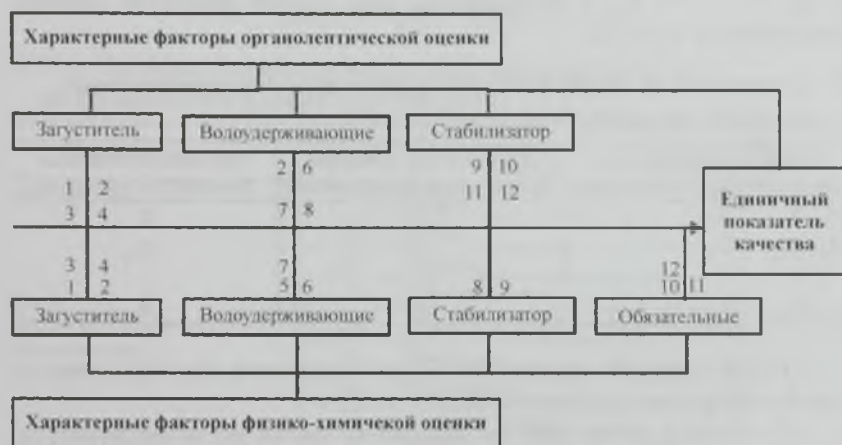 Характерные факторы органолептической оценки
Загуститель
Водоудерживающие
Стабилизатор
1 2
2 6
9 10
3 4
7 8
11 12
Единичный
показатель
качества
3 4
7
12
1 2
5 6
8 9
10 11
Загуститель
Водоудерживающие
Стабилизатор
Обязательные
Характерные факторы физико-химичекой оценки